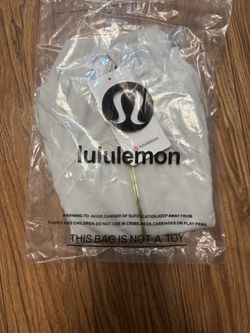 lululemon
lululemon
WARNING: TO AVOID DANGER OF SUFFOCATION, KEEP AWAY FROM
BABIES AND CHILDREN. DO NOT USE IN CRIBS, BEDS, CARRIAGES OR PLAY PENS.
THIS BAG IS NOT A TOY